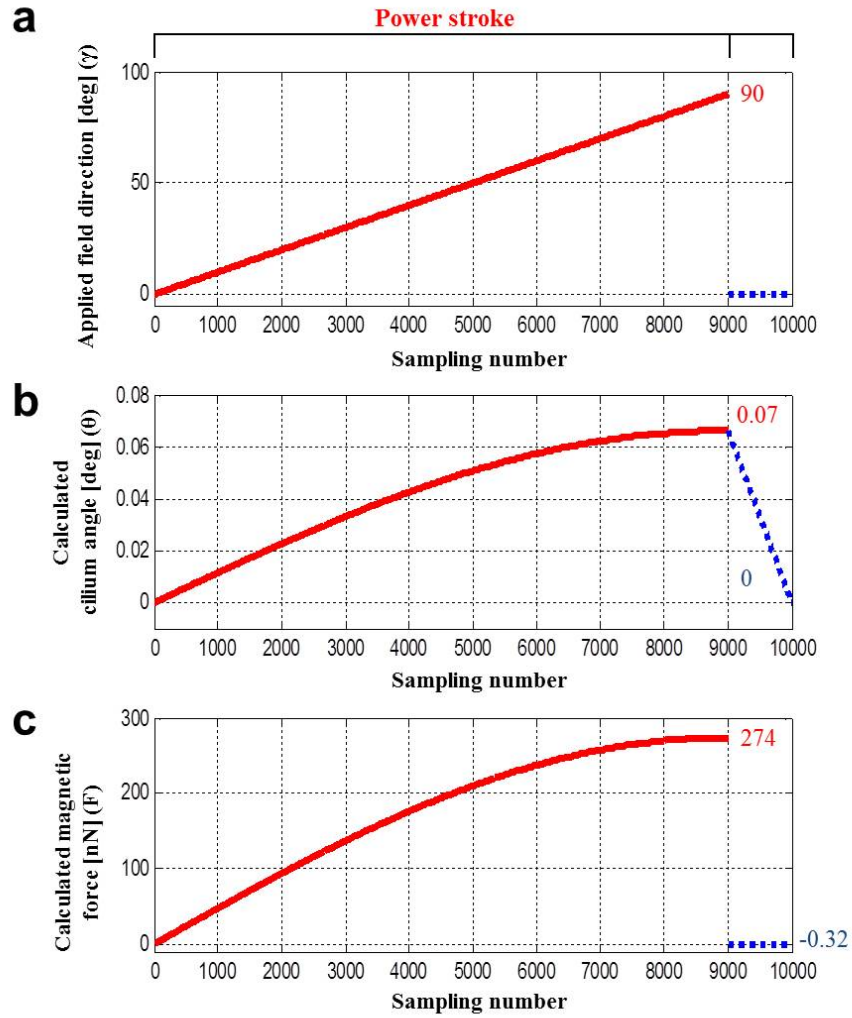 a
Power stroke
Applied field direction [deg] (γ)
100
50
0
90
0 1000 2000 3000 4000 5000 6000 7000 8000 9000 10000
Sampling number
b
Calculated
cilium angle [deg] (θ)
0.08
0.06
0.04
0.02
0
0.07
0
0 1000 2000 3000 4000 5000 6000 7000 8000 9000 10000
Sampling number
c
Calculated magnetic
force [nN] (F)
300
200
100
0
274
-0.32
0 1000 2000 3000 4000 5000 6000 7000 8000 9000 10000
Sampling number